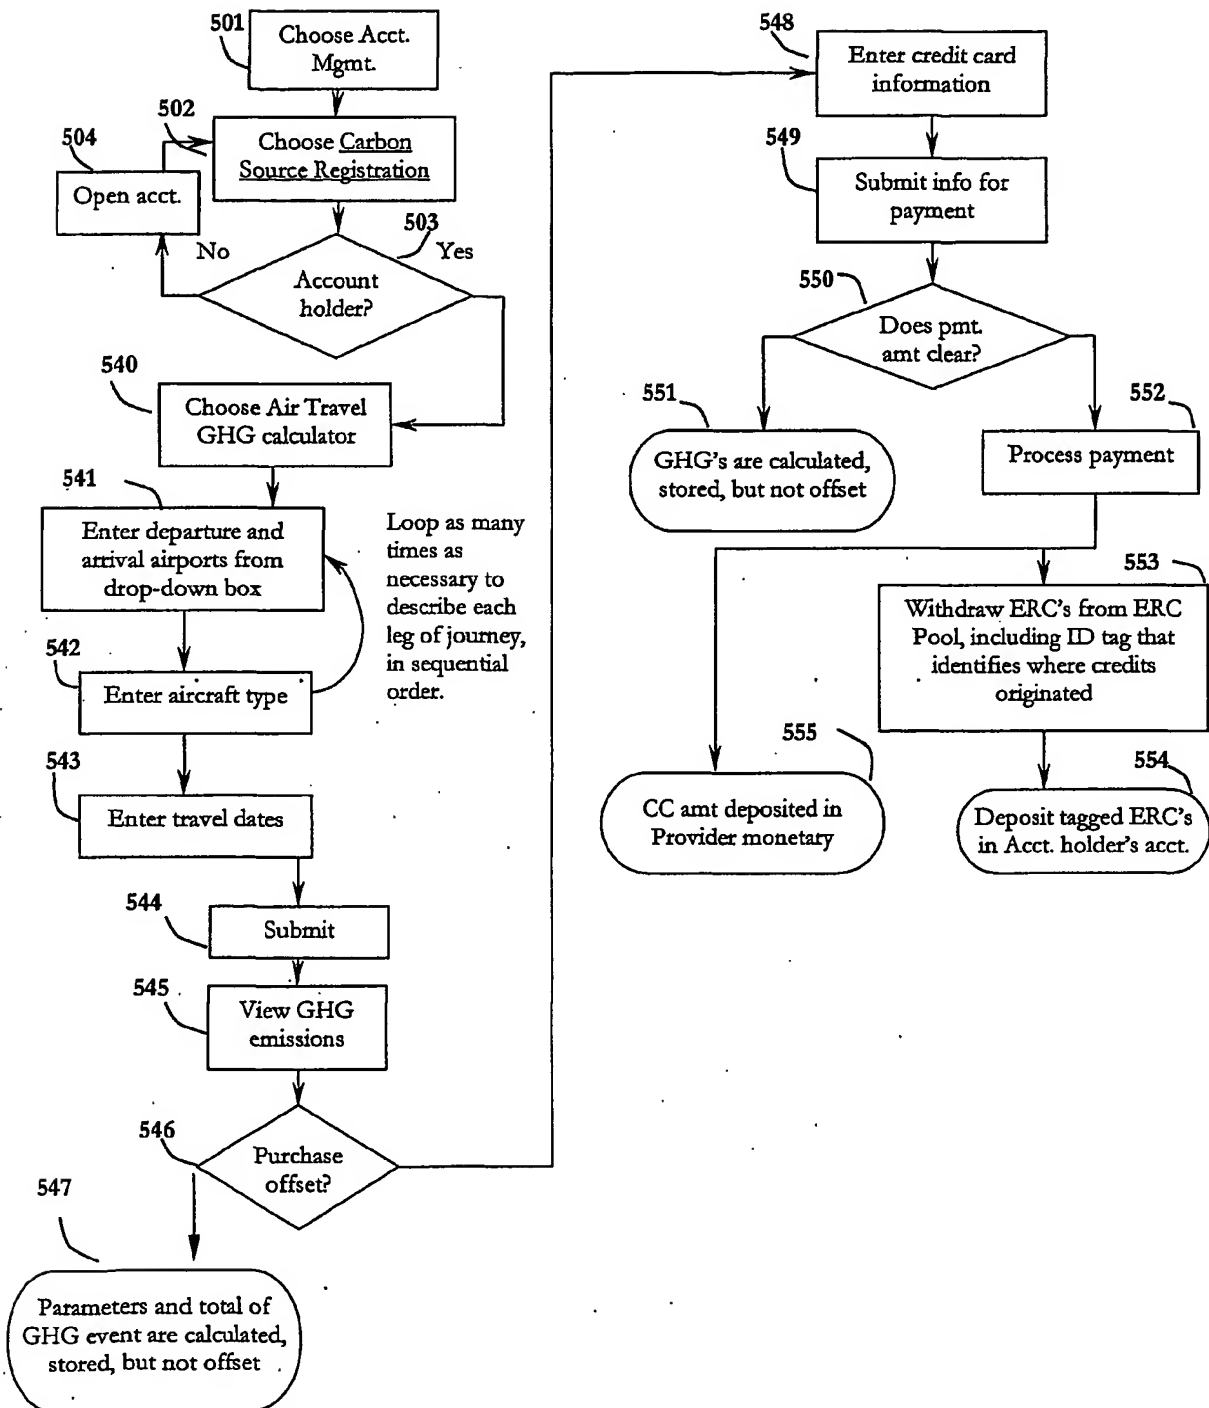 501
Choose Acct.
Mgmt.
502
Choose Carbon
Source Registration
504
Open acct.
503
No
Yes
Account
holder?
540
Choose Air Travel
GHG calculator
541
Enter departure and
arrival airports from
drop-down box
Loop as many
times as
necessary to
describe each
leg of journey,
in sequential
order.
542
Enter aircraft type
543
Enter travel dates
544
Submit
545
View GHG
emissions
546
Purchase
offset?
547
Parameters and total of
GHG event are calculated,
stored, but not offset
548
Enter credit card
information
549
Submit info for
payment
550
Does pmt.
amt clear?
551
GHG's are calculated,
stored, but not offset
552
Process payment
553
Withdraw ERC's from ERC
Pool, including ID tag that
identifies where credits
originated
555
CC amt deposited in
Provider monetary
554
Deposit tagged ERC's
in Acct. holder's acct.